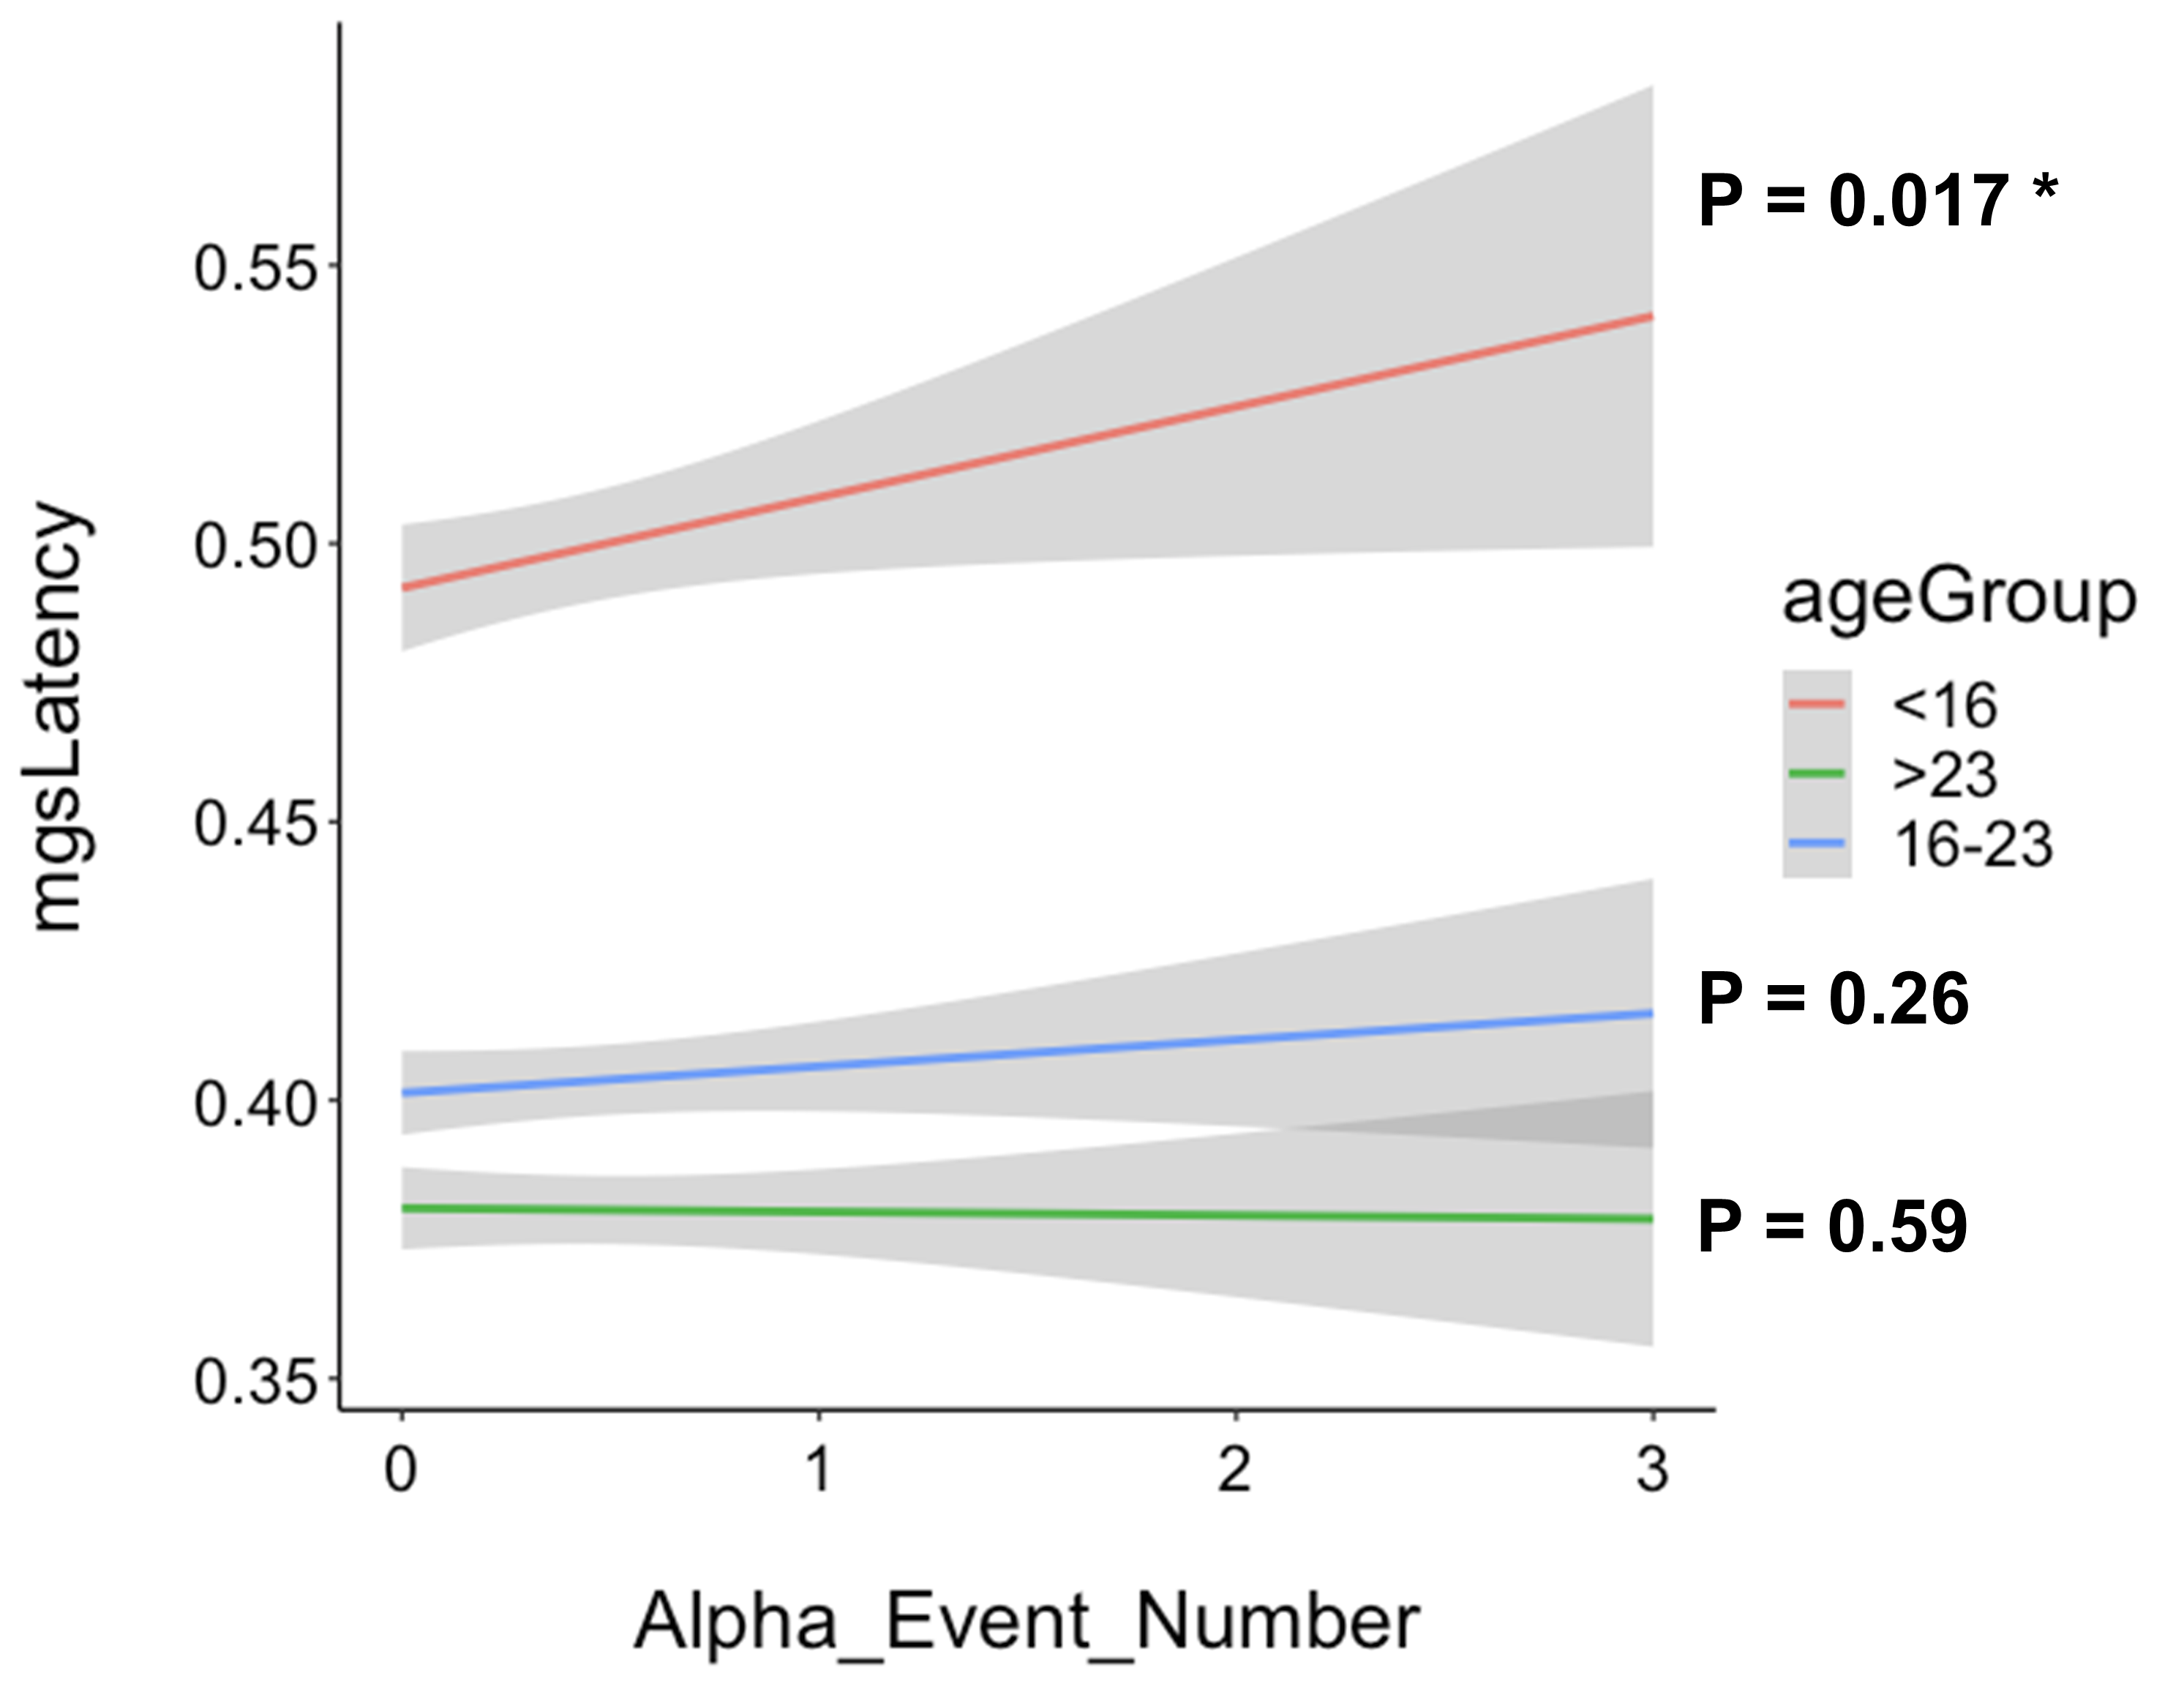 mgsLatency
0.55
0.50
0.45
0.40
0.35
0 1 2 3
Alpha_Event_Number
P = 0.017 *
P = 0.26
P = 0.59
ageGroup
<16
>23
16-23